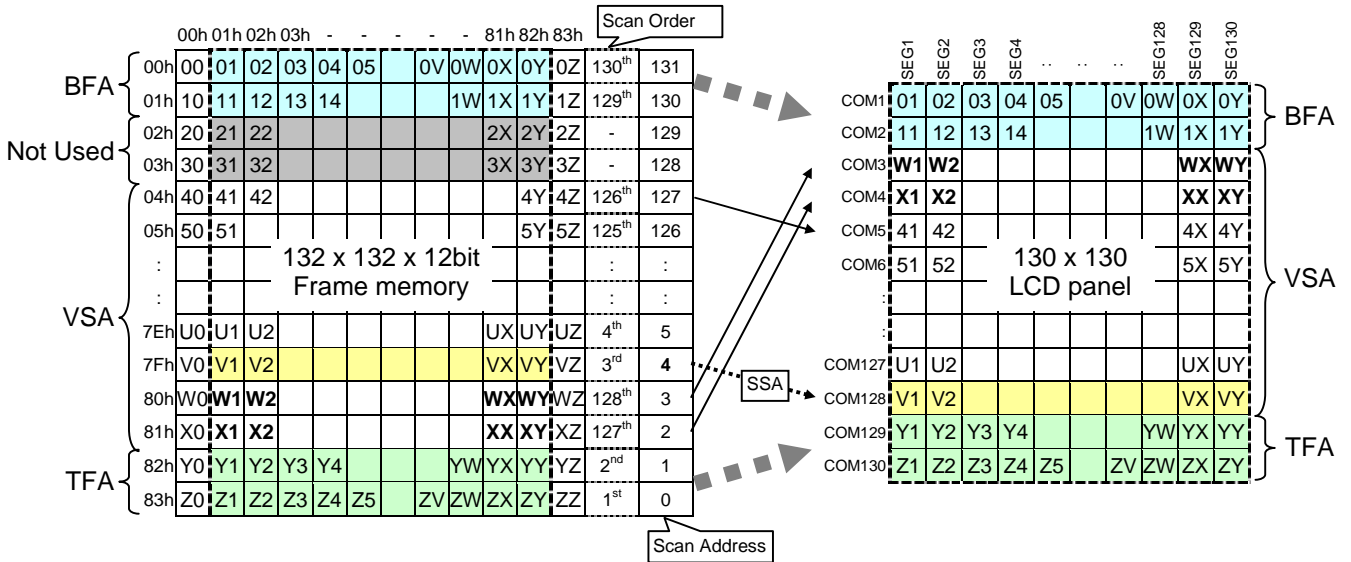 Scan Order
00h 01h 02h 03h - - - - - 81h 82h 83h
BFA
00h 00 01 02 03 04 05 0V 0W 0X 0Y 0Z 130th 131
01h 10 11 12 13 14 1W 1X 1Y 1Z 129th 130
Not Used
02h 20 21 22 2X 2Y 2Z - 129
03h 30 31 32 3X 3Y 3Z - 128
VSA
04h 40 41 42 4Y 4Z 126th 127
05h 50 51 5Y 5Z 125th 126
132 x 132 x 12bit
Frame memory
: : :
: : :
7Eh U0 U1 U2 UX UY UZ 4th 5
7Fh V0 V1 V2 VX VY VZ 3rd 4
80h W0 W1 W2 WX WY WZ 128th 3
81h X0 X1 X2 XX XY XZ 127th 2
TFA
82h Y0 Y1 Y2 Y3 Y4 YW YX YY YZ 2nd 1
83h Z0 Z1 Z2 Z3 Z4 Z5 ZV ZW ZX ZY ZZ 1st 0
Scan Address
SSA
SEG1 SEG2 SEG3 SEG4 : : : : : : : : SEG128 SEG129 SEG130
COM1 01 02 03 04 05 0V 0W 0X 0Y
COM2 11 12 13 14 1W 1X 1Y
BFA
COM3 W1 W2 WX WY
COM4 X1 X2 XX XY
COM5 41 42 4X 4Y
COM6 51 52 5X 5Y
130 x 130
LCD panel
VSA
:
:
COM127 U1 U2 UX UY
COM128 V1 V2 VX VY
COM129 Y1 Y2 Y3 Y4 YW YX YY
COM130 Z1 Z2 Z3 Z4 Z5 ZV ZW ZX ZY
TFA